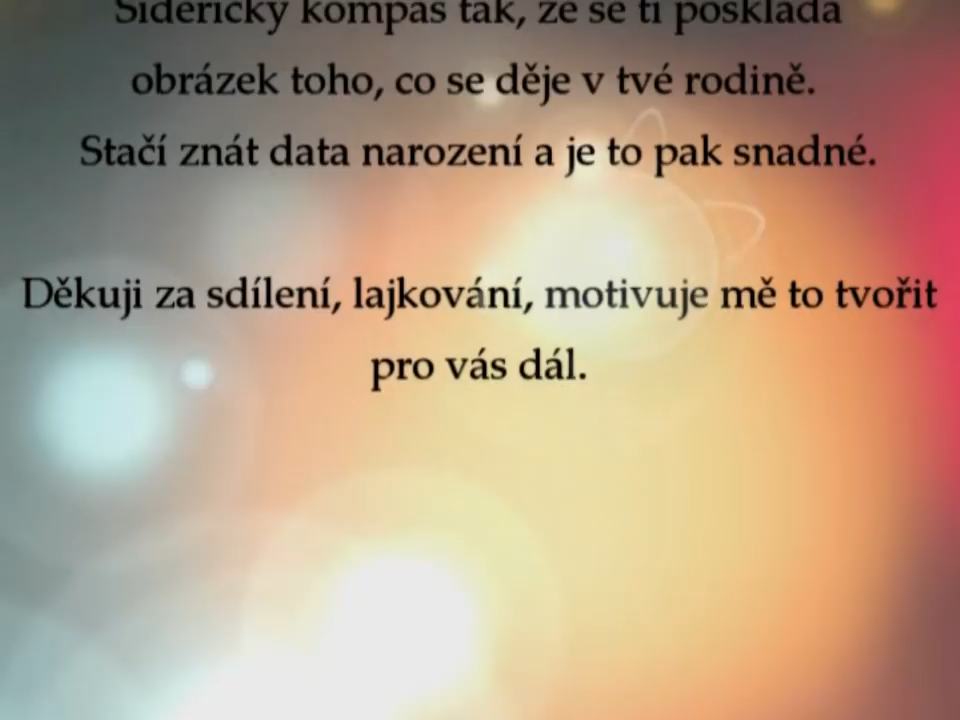 Siderický kompas tak, že se ti poskládá
obrázek toho, co se děje v tvé rodině.
Stačí znát data narození a je to pak snadné.
Děkuji za sdílení, lajkování, motivuje mě to tvořit
pro vás dál.